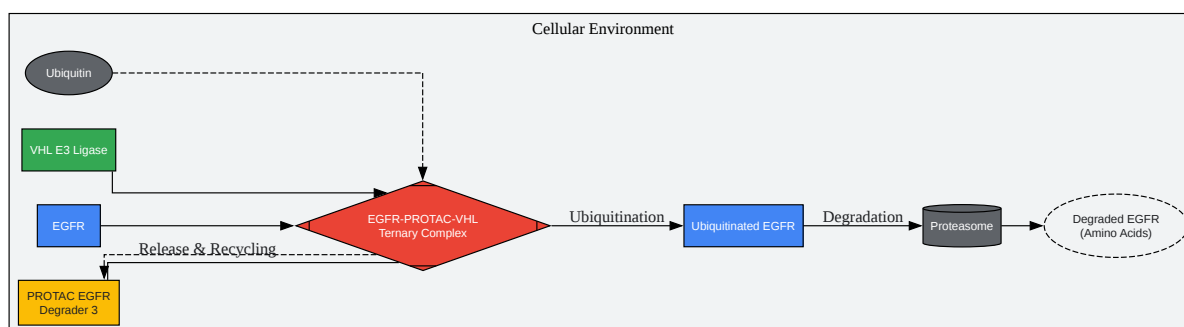 Cellular Environment
Ubiquitin
VHL E3 Ligase
EGFR
EGFR-PROTAC-VHL
Ternary Complex
Ubiquitination
Ubiquitinated EGFR
Degradation
Proteasome
Degraded EGFR
(Amino Acids)
Release & Recycling
PROTAC EGFR
Degrader 3